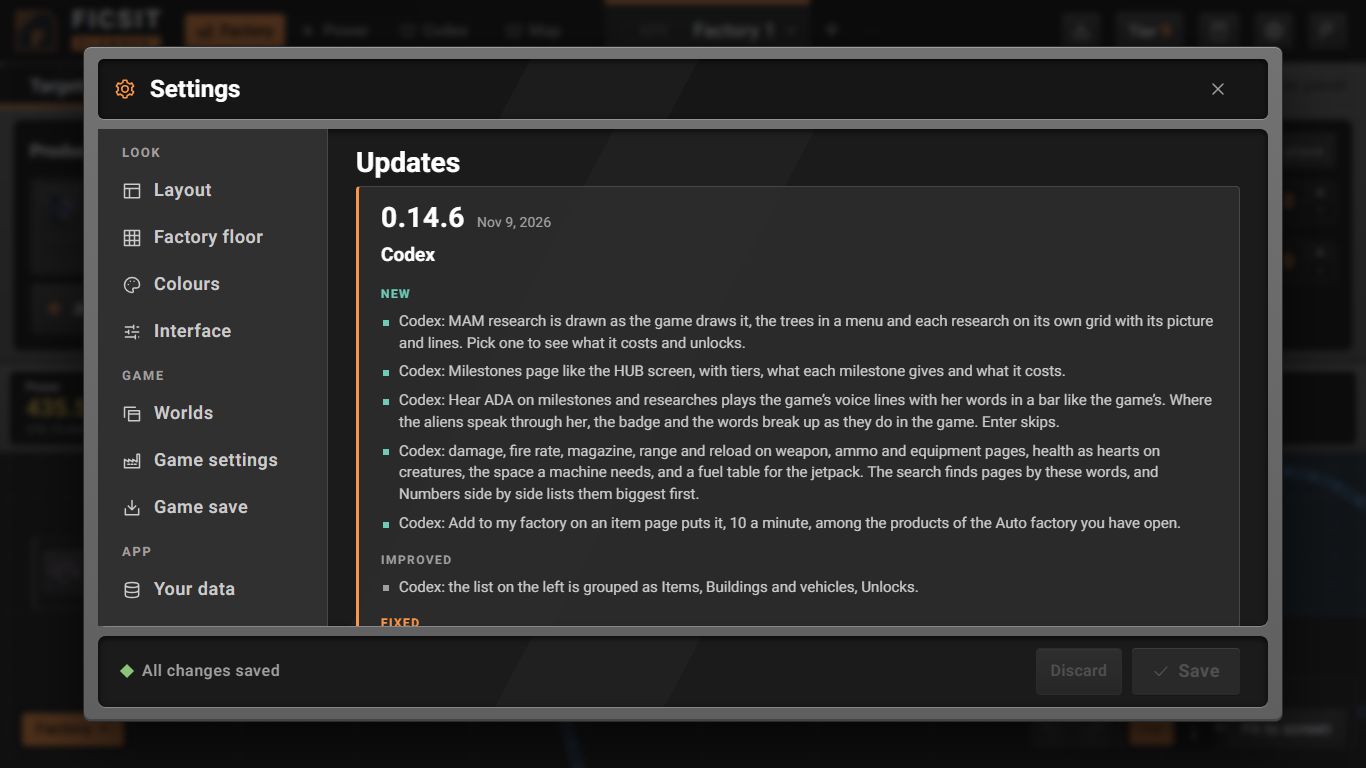 FICSIT
Factory
Power
Codex
Map
Factory 1
Tier
Settings
LOOK
Layout
Factory floor
Colours
Interface
GAME
Worlds
Game settings
Game save
APP
Your data
Updates
0.14.6 Nov 9, 2026
Codex
NEW
Codex: MAM research is drawn as the game draws it, the trees in a menu and each research on its own grid with its picture
and lines. Pick one to see what it costs and unlocks.
Codex: Milestones page like the HUB screen, with tiers, what each milestone gives and what it costs.
Codex: Hear ADA on milestones and researches plays the game’s voice lines with her words in a bar like the game’s. Where
the aliens speak through her, the badge and the words break up as they do in the game. Enter skips.
Codex: damage, fire rate, magazine, range and reload on weapon, ammo and equipment pages, health as hearts on
creatures, the space a machine needs, and a fuel table for the jetpack. The search finds pages by these words, and
Numbers side by side lists them biggest first.
Codex: Add to my factory on an item page puts it, 10 a minute, among the products of the Auto factory you have open.
IMPROVED
Codex: the list on the left is grouped as Items, Buildings and vehicles, Unlocks.
FIXED
All changes saved
Discard
Save